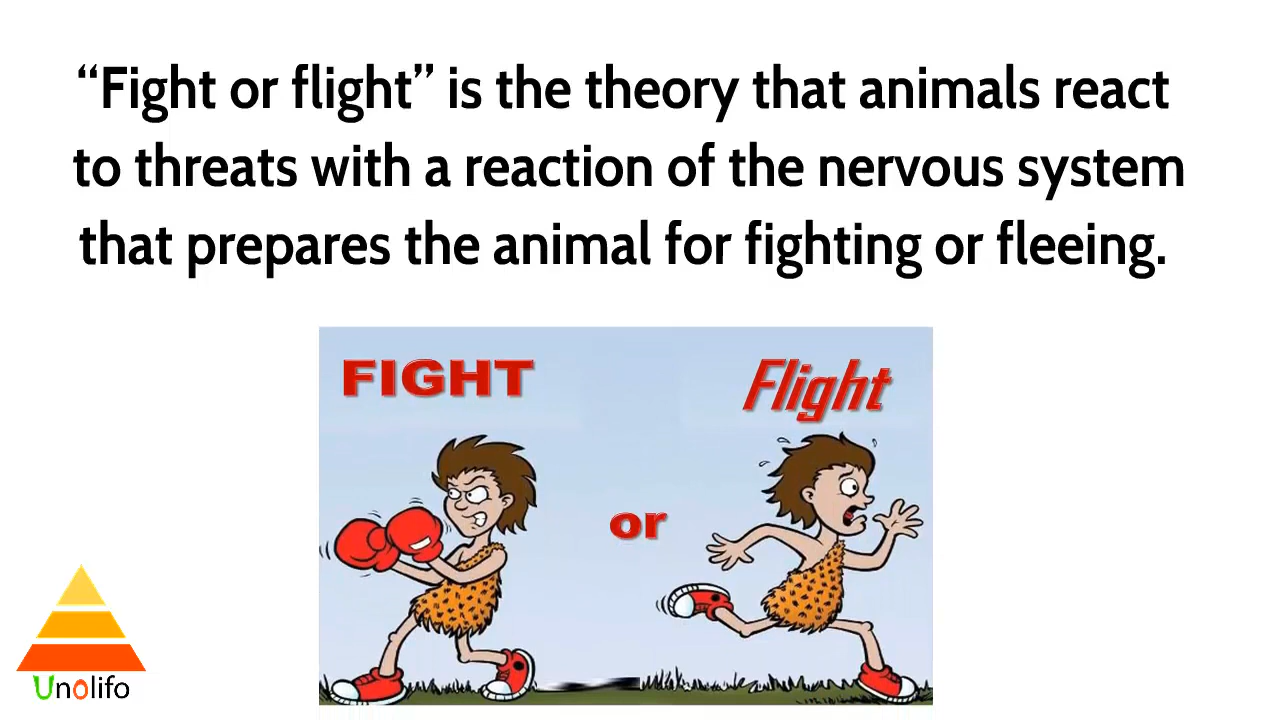 “Fight or flight” is the theory that animals react
to threats with a reaction of the nervous system
that prepares the animal for fighting or fleeing.
FIGHT
Flight
or
Unolifo